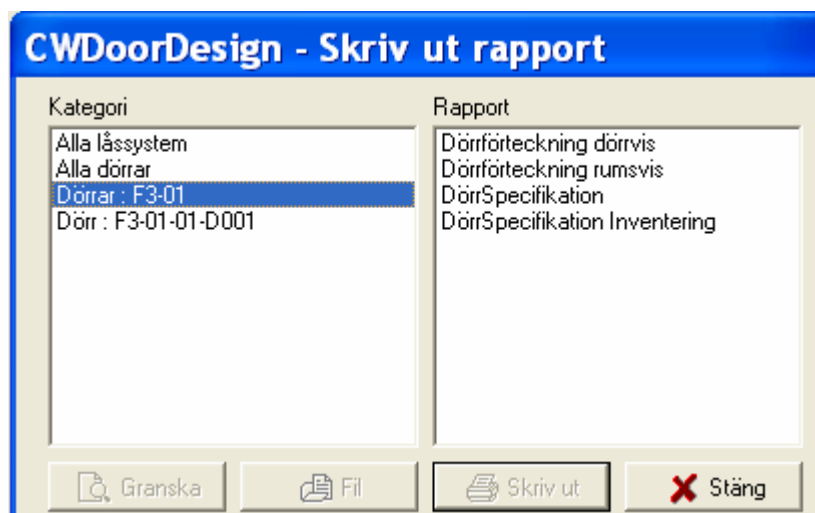 CWDoorDesign - Skriv ut rapport
Kategori
Alla låssystem
Alla dörrar
Dörrar : F3-01
Dörr : F3-01-01-D001
Rapport
Dörrförteckning dörrvis
Dörrförteckning rumsvis
DörrSpecifikation
DörrSpecifikation Inventering
Granska
Fil
Skriv ut
Stäng